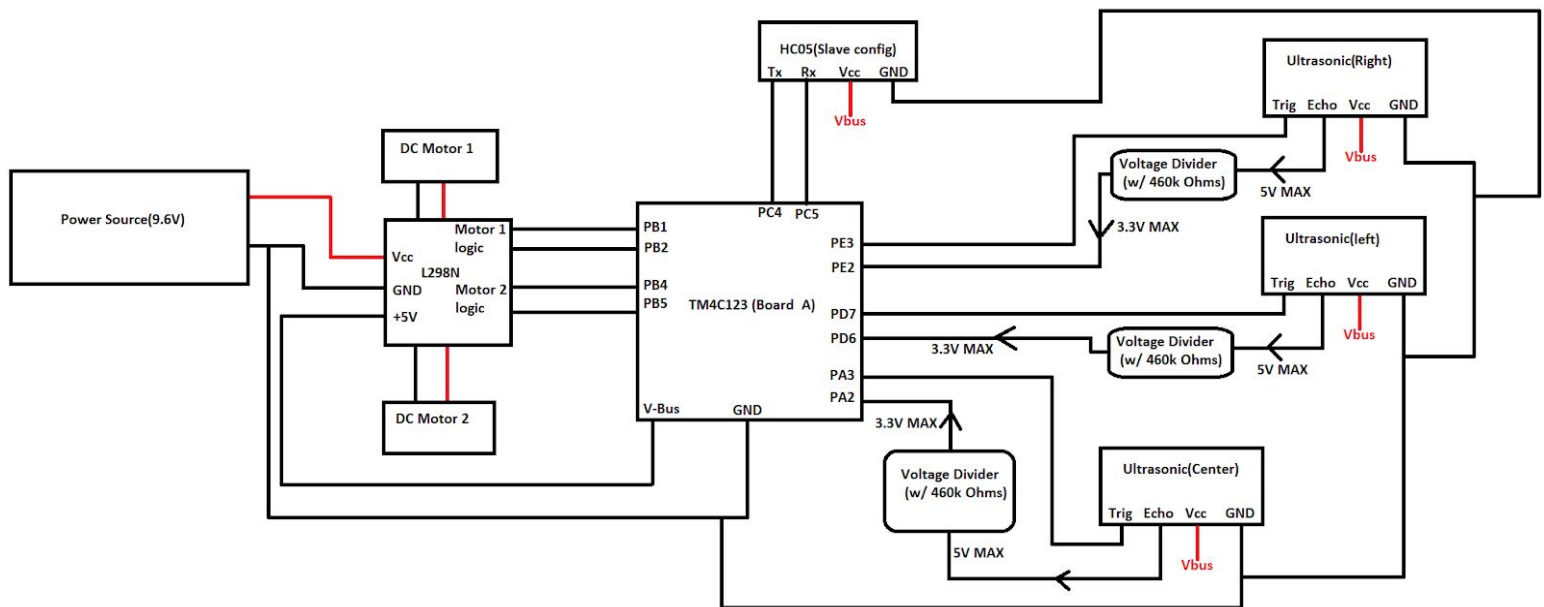 HC05(Slave config)
Tx Rx Vcc GND
Vbus
Ultrasonic(Right)
Trig Echo Vcc GND
Vbus
Voltage Divider
(w/ 460k Ohms)
5V MAX
3.3V MAX
DC Motor 1
Power Source(9.6V)
Vcc
GND
+5V
L298N
Motor 1
logic
Motor 2
logic
DC Motor 2
PC4 PC5
PB1
PB2
PB4
PB5
TM4C123 (Board A)
PE3
PE2
PD7
PD6
PA3
PA2
V-Bus GND
Ultrasonic(left)
Trig Echo Vcc GND
Vbus
Voltage Divider
(w/ 460k Ohms)
5V MAX
3.3V MAX
3.3V MAX
Voltage Divider
(w/ 460k Ohms)
5V MAX
Ultrasonic(Center)
Trig Echo Vcc GND
Vbus